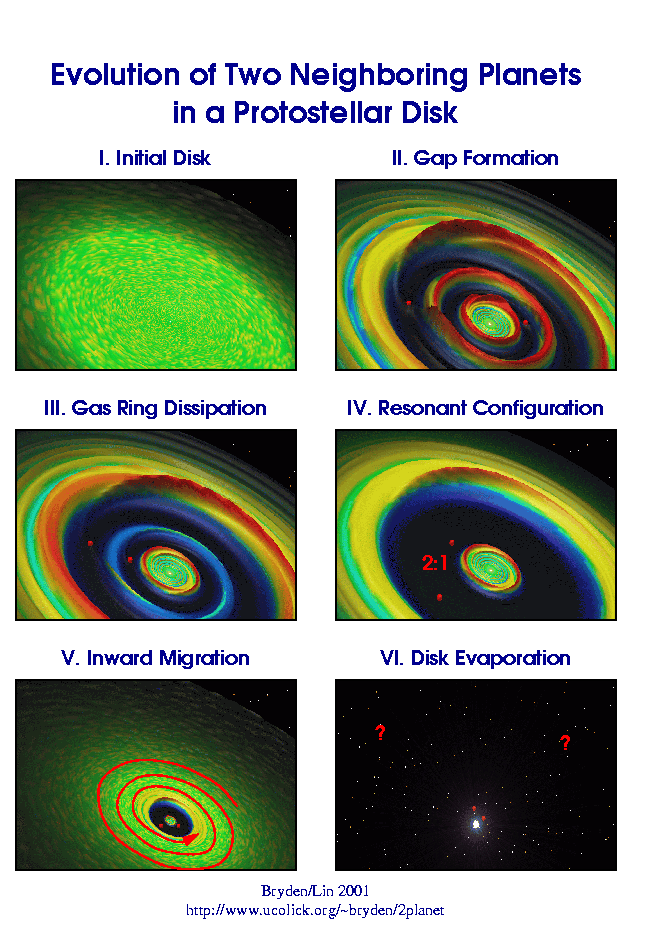 Evolution of Two Neighboring Planets
in a Protostellar Disk
I. Initial Disk
II. Gap Formation
III. Gas Ring Dissipation
IV. Resonant Configuration
2:1
V. Inward Migration
VI. Disk Evaporation
?
?
Bryden/Lin 2001
http://www.ucolick.org/~bryden/2planet